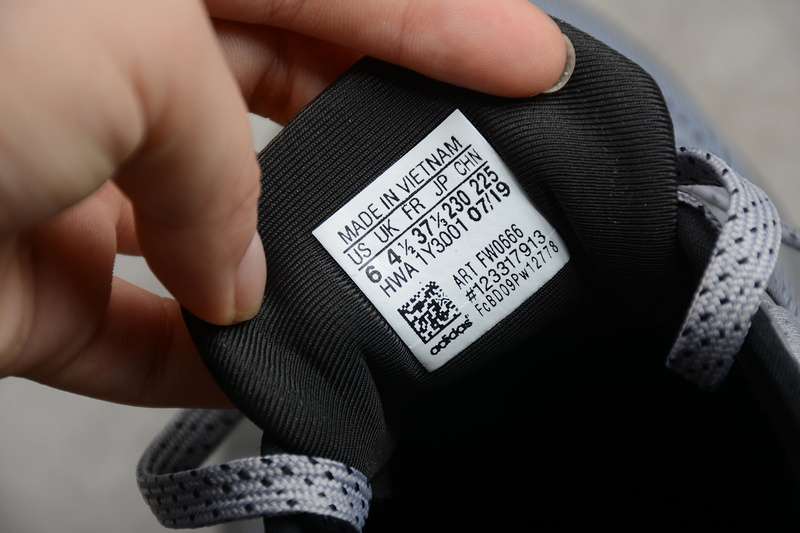 MADE IN VIETNAM
US UK FR JP CHN
6 4½ 37⅓ 230 225
HWA 1Y3001 07/19
ART FW0666
#123317913
FcBD09Pw12778
adidas